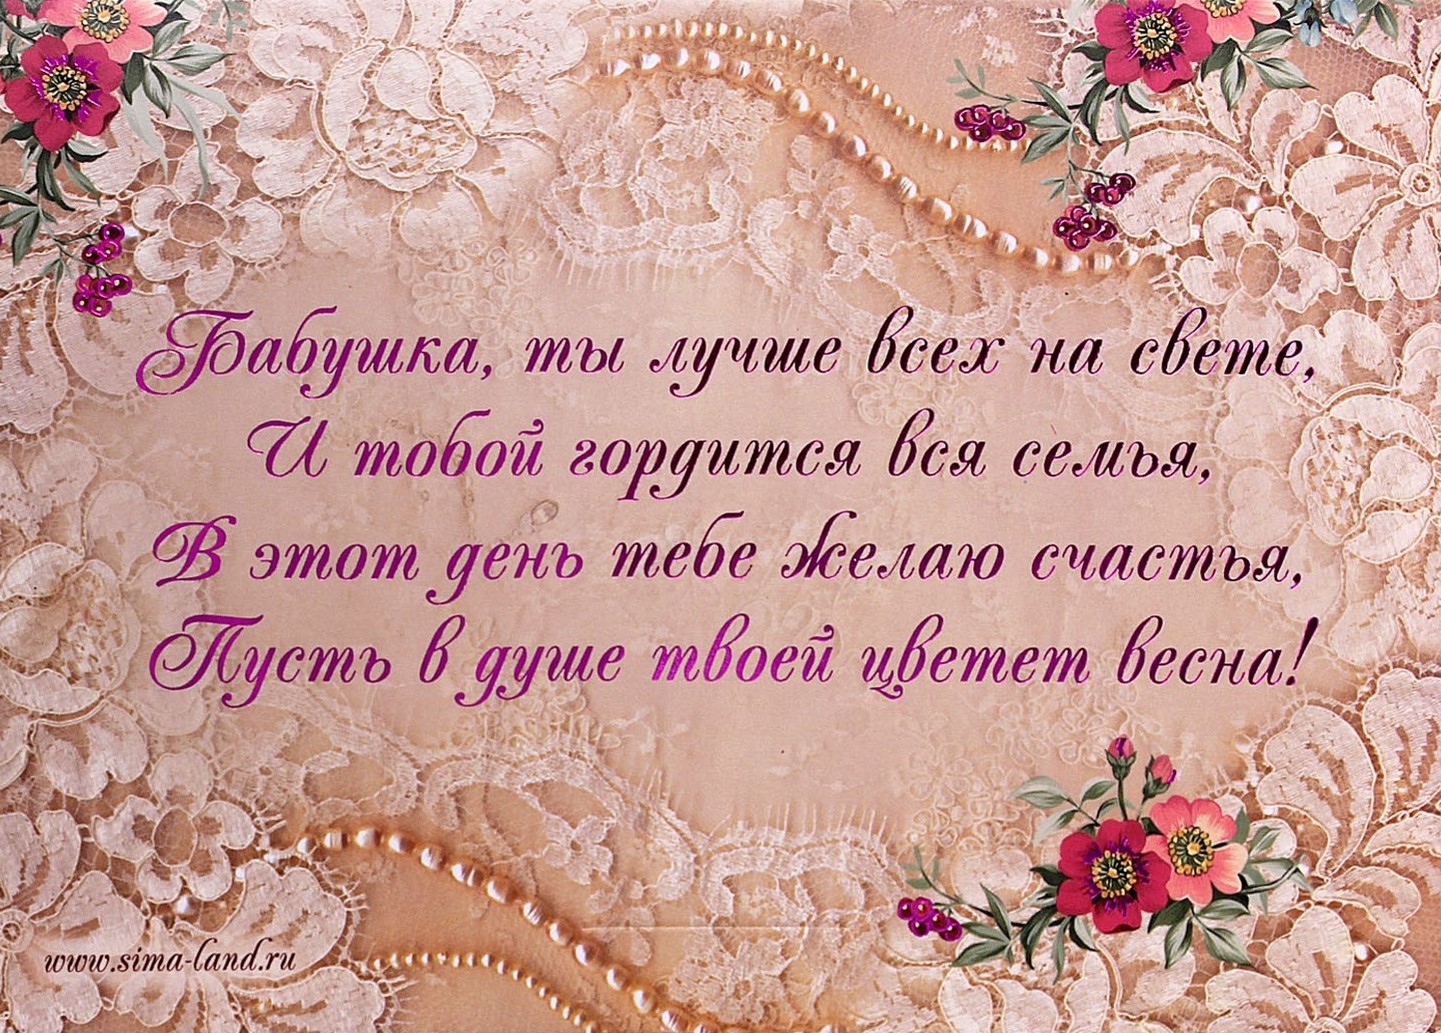 Бабушка, ты лучше всех на свете,
И тобой гордится вся семья,
В этот день тебе желаю счастья,
Пусть в душе твоей цветет весна!
www.sima-land.ru